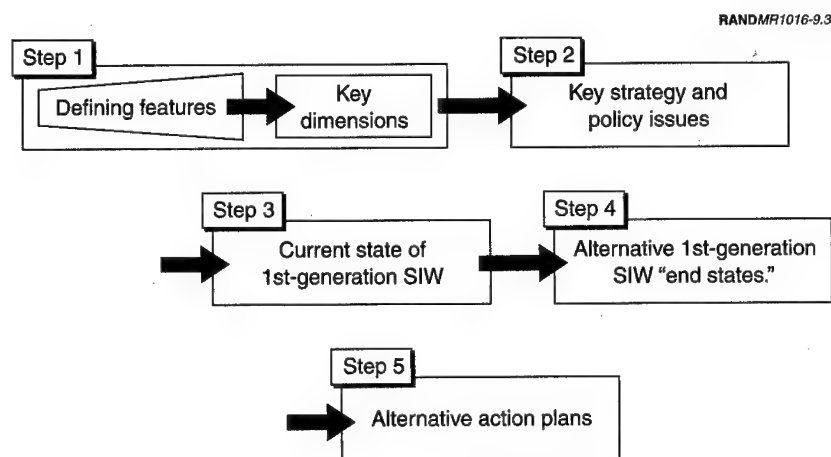 RANDMR1016-9.3
Step 1
Defining features
Key
dimensions
Step 2
Key strategy and
policy issues
Step 3
Current state of
1st-generation SIW
Step 4
Alternative 1st-generation
SIW “end states.”
Step 5
Alternative action plans